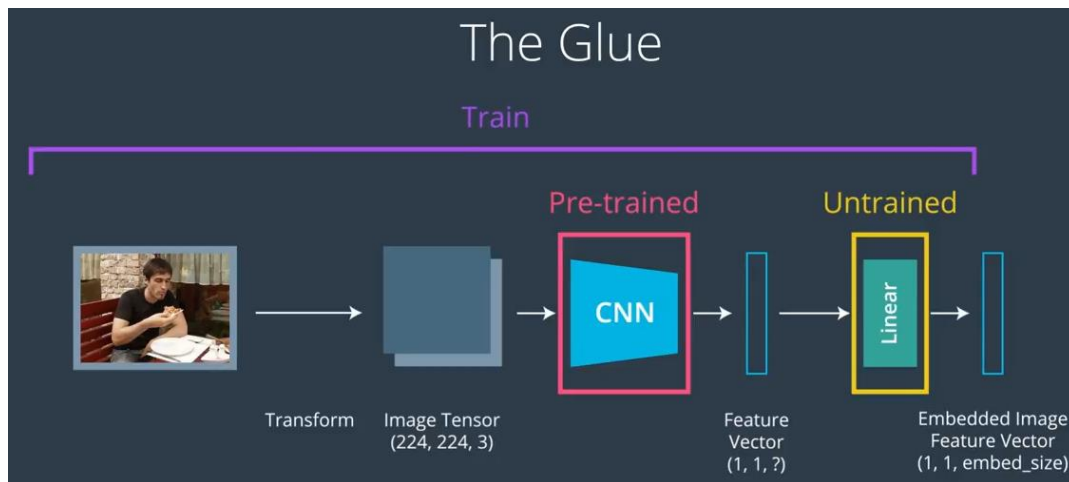 The Glue
Train
Pre-trained
Untrained
CNN
Linear
Transform
Image Tensor
(224, 224, 3)
Feature
Vector
(1, 1, ?)
Embedded Image
Feature Vector
(1, 1, embed_size)